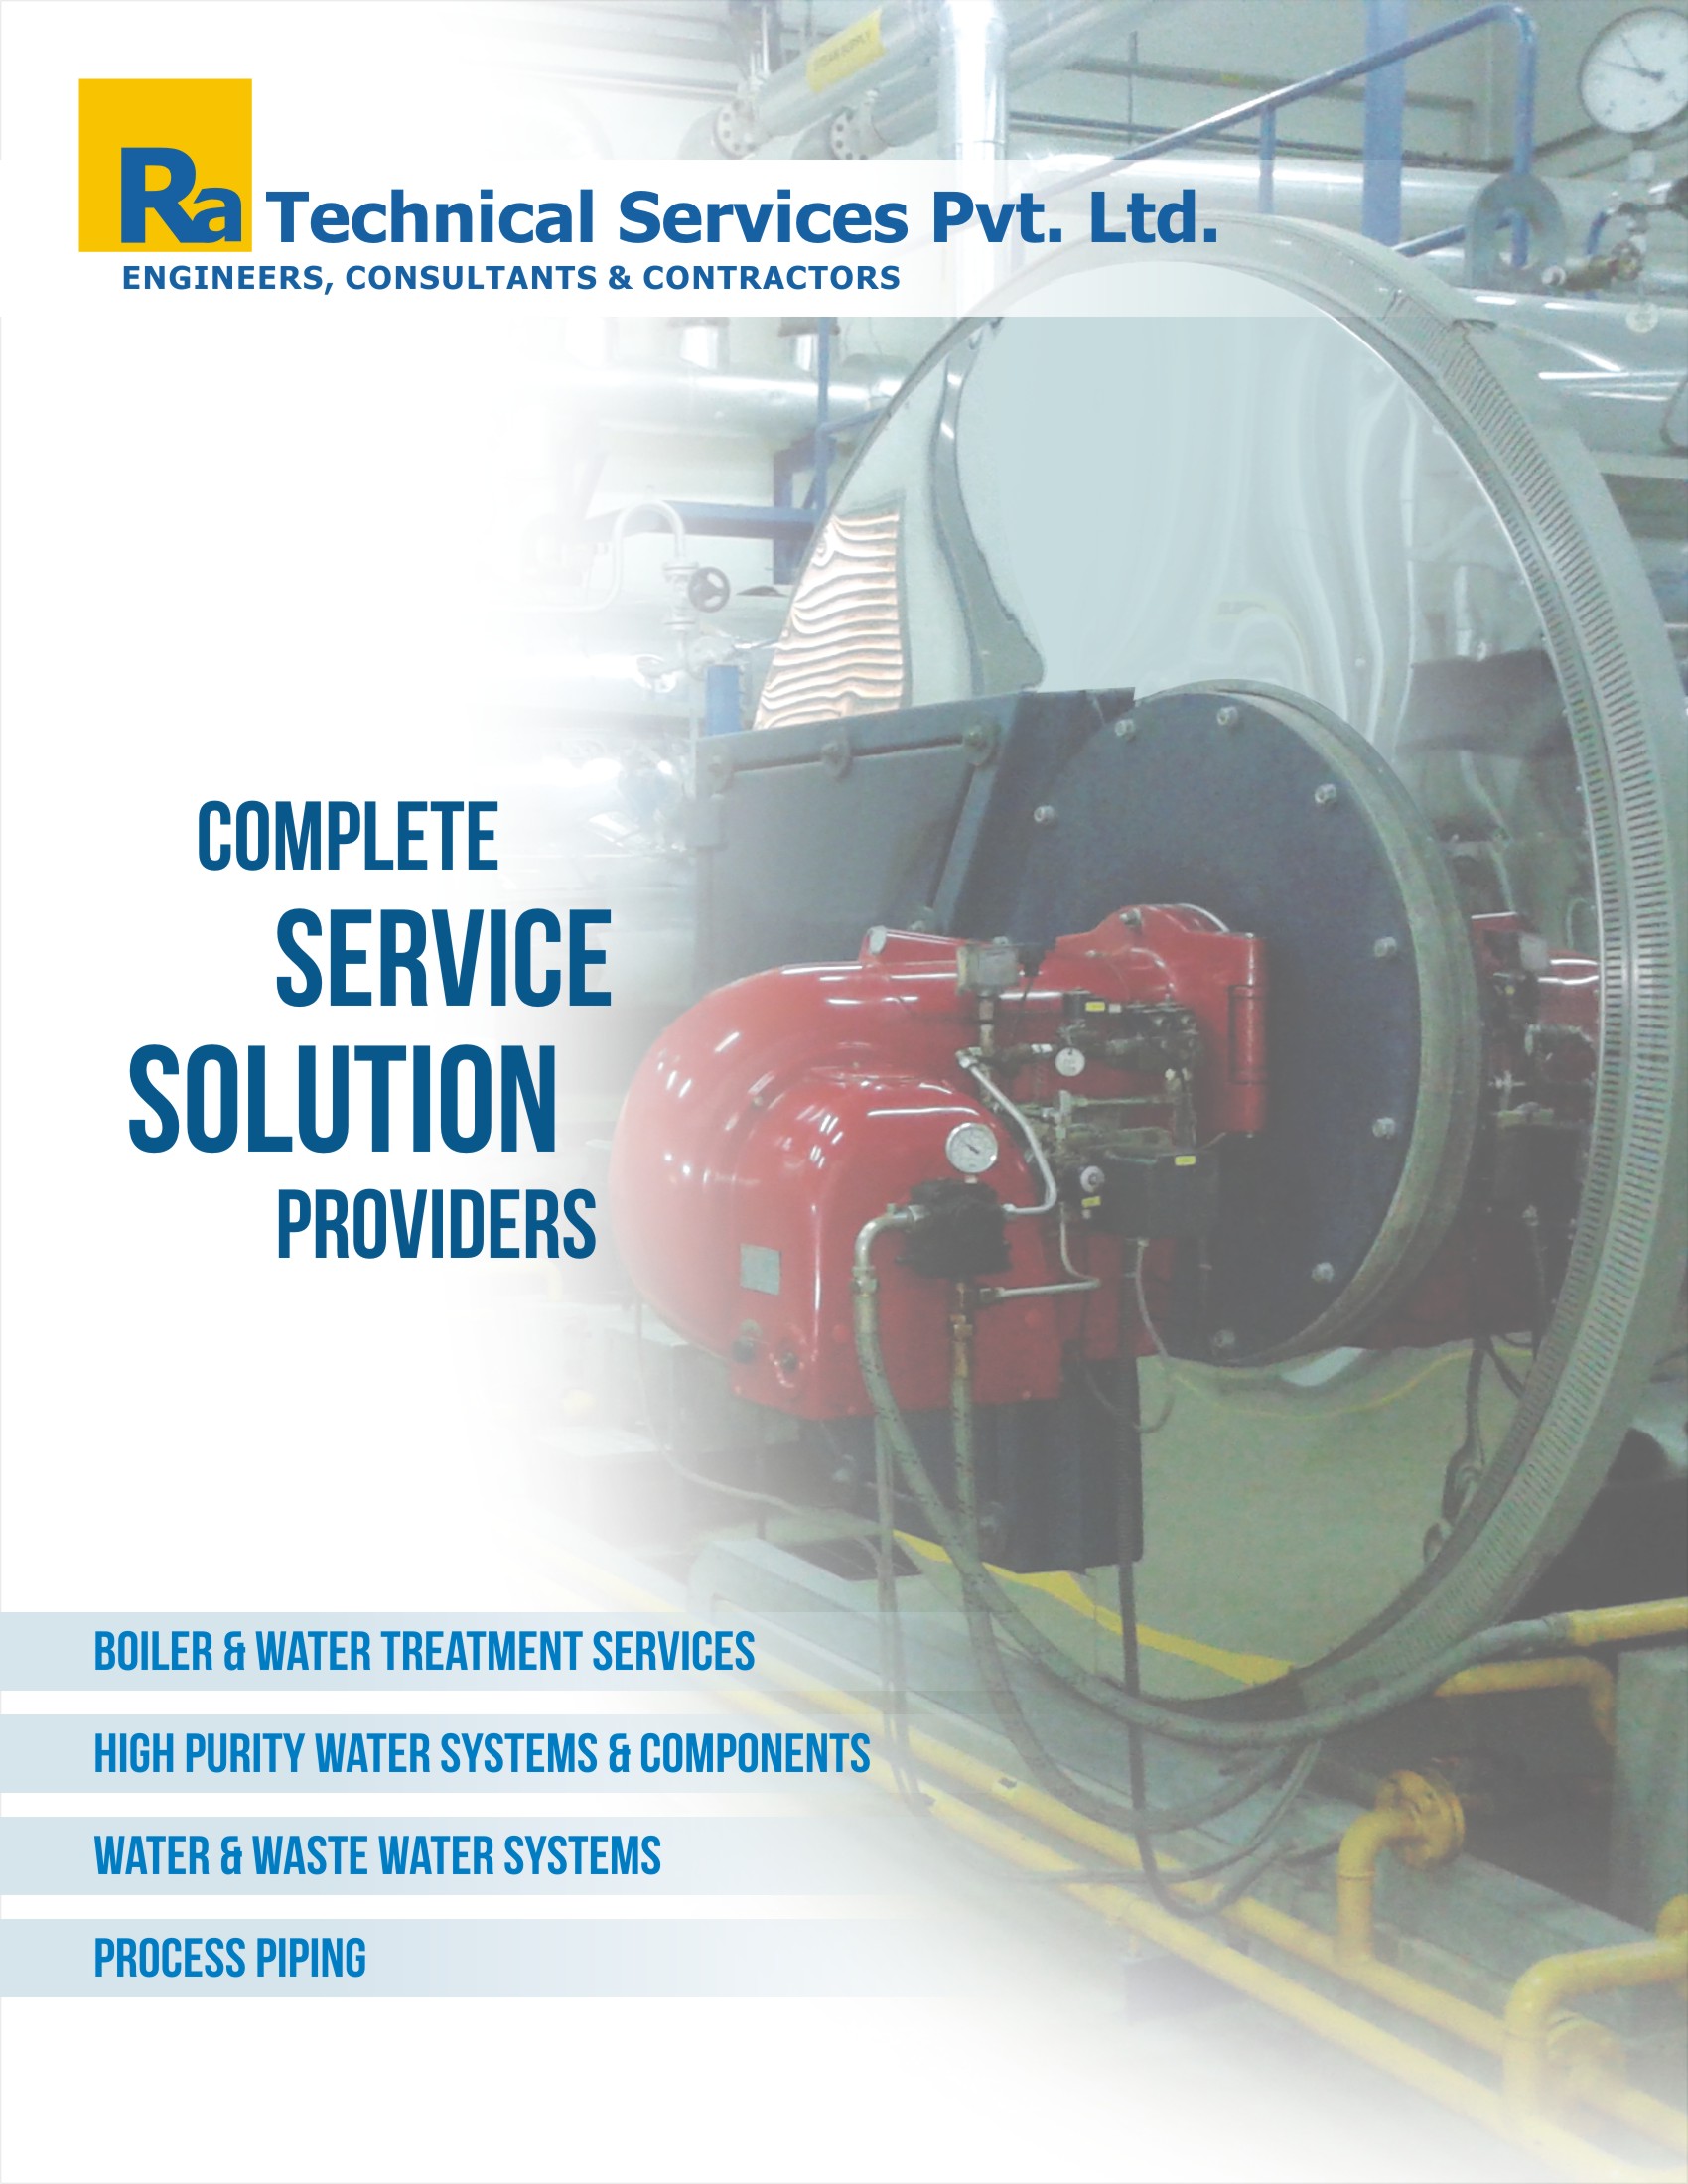 Ra Technical Services Pvt. Ltd.
ENGINEERS, CONSULTANTS & CONTRACTORS
COMPLETE
SERVICE
SOLUTION
PROVIDERS
BOILER & WATER TREATMENT SERVICES
HIGH PURITY WATER SYSTEMS & COMPONENTS
WATER & WASTE WATER SYSTEMS
PROCESS PIPING